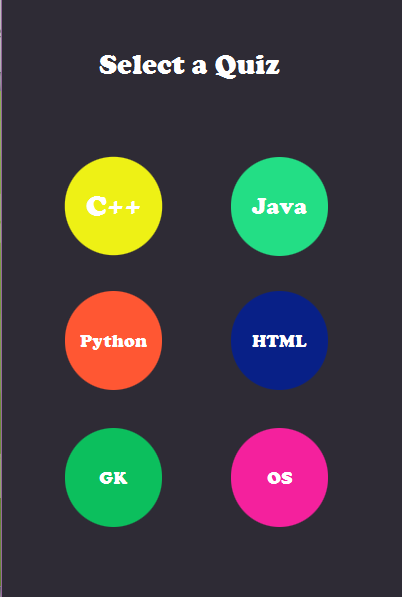 Select a Quiz
C++
Java
Python
HTML
GK
OS